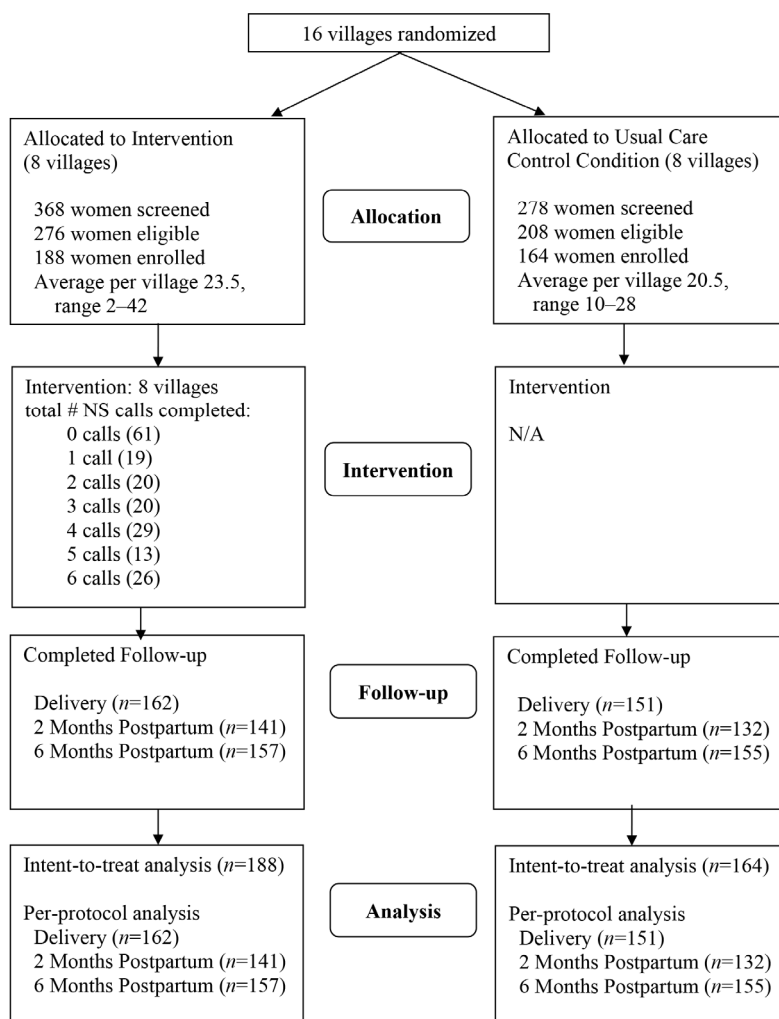 16 villages randomized
Allocated to Intervention
(8 villages)
368 women screened
276 women eligible
188 women enrolled
Average per village 23.5,
range 2–42
Allocation
Allocated to Usual Care
Control Condition (8 villages)
278 women screened
208 women eligible
164 women enrolled
Average per village 20.5,
range 10–28
Intervention: 8 villages
total # NS calls completed:
0 calls (61)
1 call (19)
2 calls (20)
3 calls (20)
4 calls (29)
5 calls (13)
6 calls (26)
Intervention
Intervention
N/A
Completed Follow-up
Delivery (n=162)
2 Months Postpartum (n=141)
6 Months Postpartum (n=157)
Follow-up
Completed Follow-up
Delivery (n=151)
2 Months Postpartum (n=132)
6 Months Postpartum (n=155)
Intent-to-treat analysis (n=188)
Per-protocol analysis
Delivery (n=162)
2 Months Postpartum (n=141)
6 Months Postpartum (n=157)
Analysis
Intent-to-treat analysis (n=164)
Per-protocol analysis
Delivery (n=151)
2 Months Postpartum (n=132)
6 Months Postpartum (n=155)